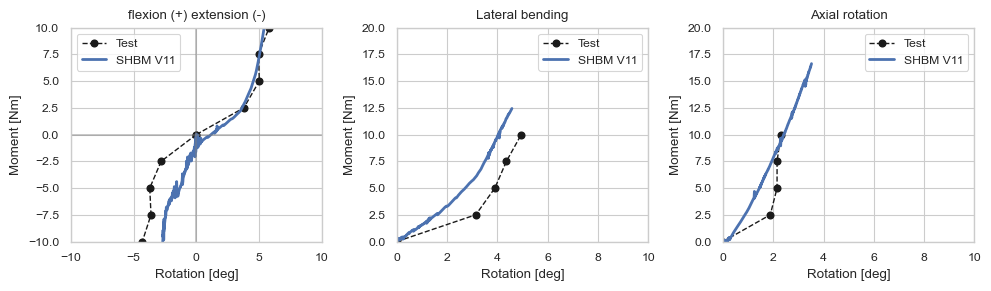 flexion (+) extension (-)
Moment [Nm]
10.0
7.5
5.0
2.5
0.0
−2.5
−5.0
−7.5
−10.0
−10
−5
0
5
10
Rotation [deg]
Test
SHBM V11
Lateral bending
Moment [Nm]
20.0
17.5
15.0
12.5
10.0
7.5
5.0
2.5
0.0
0
2
4
6
8
10
Rotation [deg]
Test
SHBM V11
Axial rotation
Moment [Nm]
20.0
17.5
15.0
12.5
10.0
7.5
5.0
2.5
0.0
0
2
4
6
8
10
Rotation [deg]
Test
SHBM V11